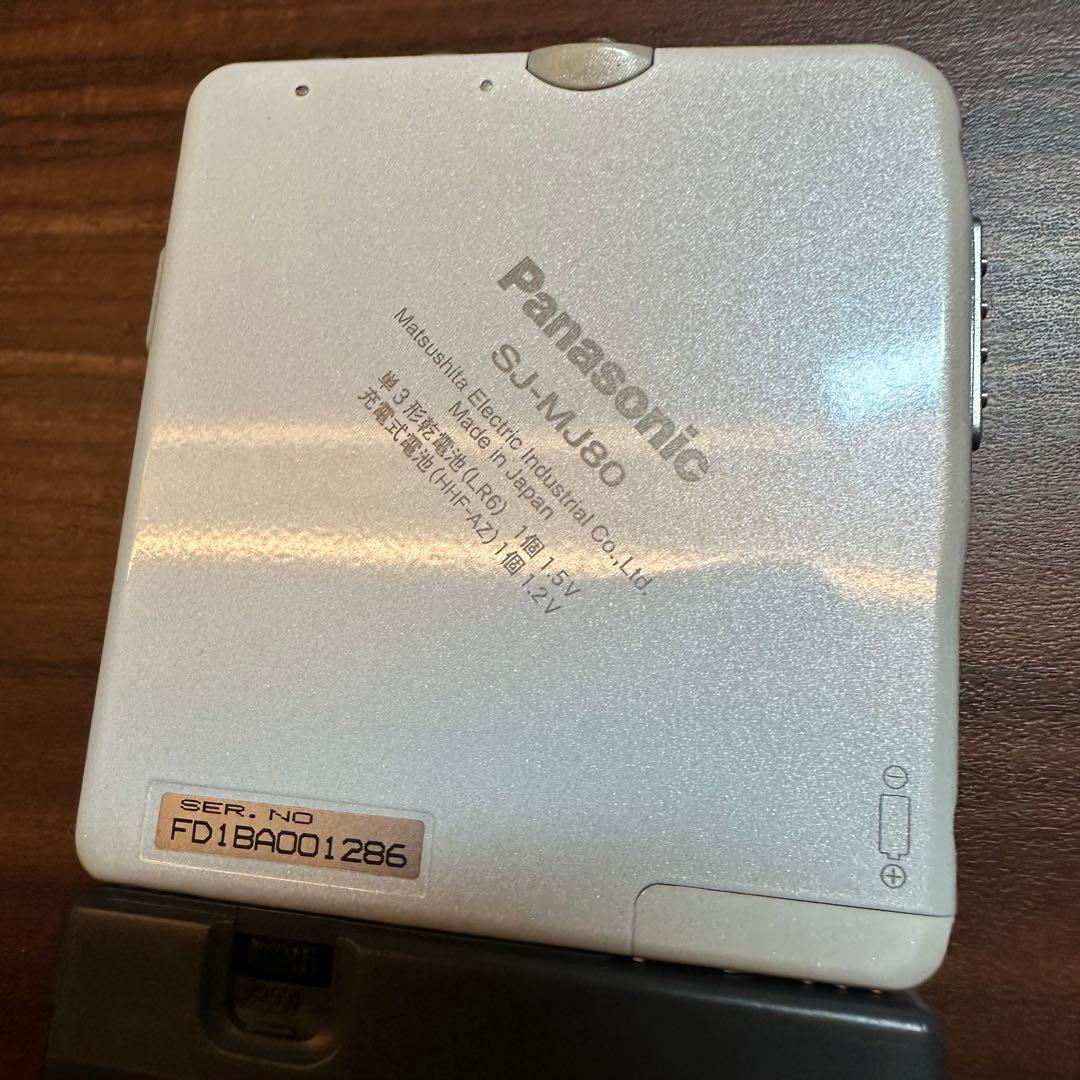 Panasonic
SJ-MJ80
Matsushita Electric Industrial Co.,Ltd.
Made in Japan
単3形乾電池(LR6) 1個 1.5V
充電式電池(HHF-AZ)1個 1.2V
SER. NO
FD1BA001286
⊖
⊕